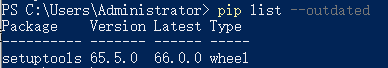 PS C:\Users\Administrator> pip list --outdated
Package    Version Latest Type
---------- ------- ------ -----
setuptools 65.5.0  66.0.0 wheel